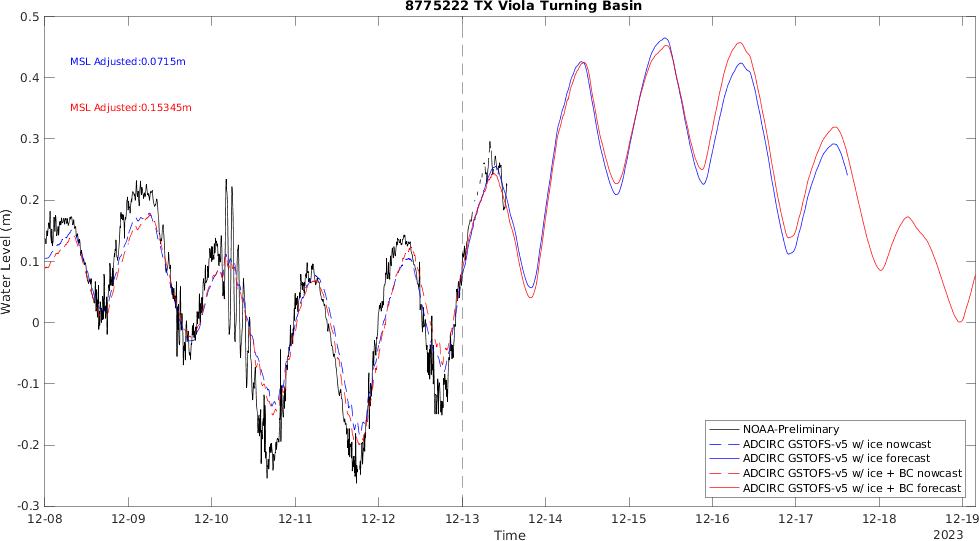 8775222 TX Viola Turning Basin
MSL Adjusted:0.0715m
MSL Adjusted:0.15345m
Water Level (m)
0.5
0.4
0.3
0.2
0.1
0
-0.1
-0.2
-0.3
NOAA-Preliminary
ADCIRC GSTOFS-v5 w/ ice nowcast
ADCIRC GSTOFS-v5 w/ ice forecast
ADCIRC GSTOFS-v5 w/ ice + BC nowcast
ADCIRC GSTOFS-v5 w/ ice + BC forecast
12-08 12-09 12-10 12-11 12-12 12-13 12-14 12-15 12-16 12-17 12-18 12-19
Time
2023